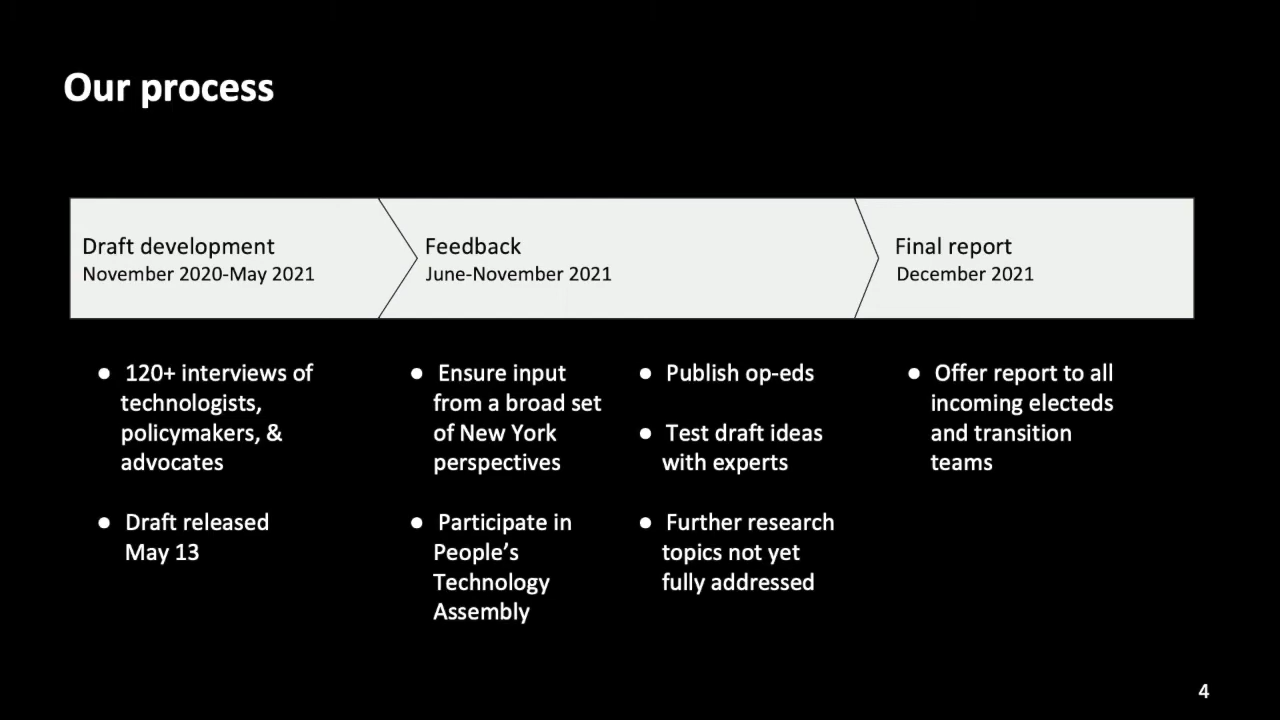 Our process
Draft development
November 2020-May 2021
Feedback
June-November 2021
Final report
December 2021
● 120+ interviews of
technologists,
policymakers, &
advocates
● Draft released
May 13
● Ensure input
from a broad set
of New York
perspectives
● Participate in
People’s
Technology
Assembly
● Publish op-eds
● Test draft ideas
with experts
● Further research
topics not yet
fully addressed
● Offer report to all
incoming electeds
and transition
teams
4